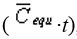 ( C̅ equ · t).